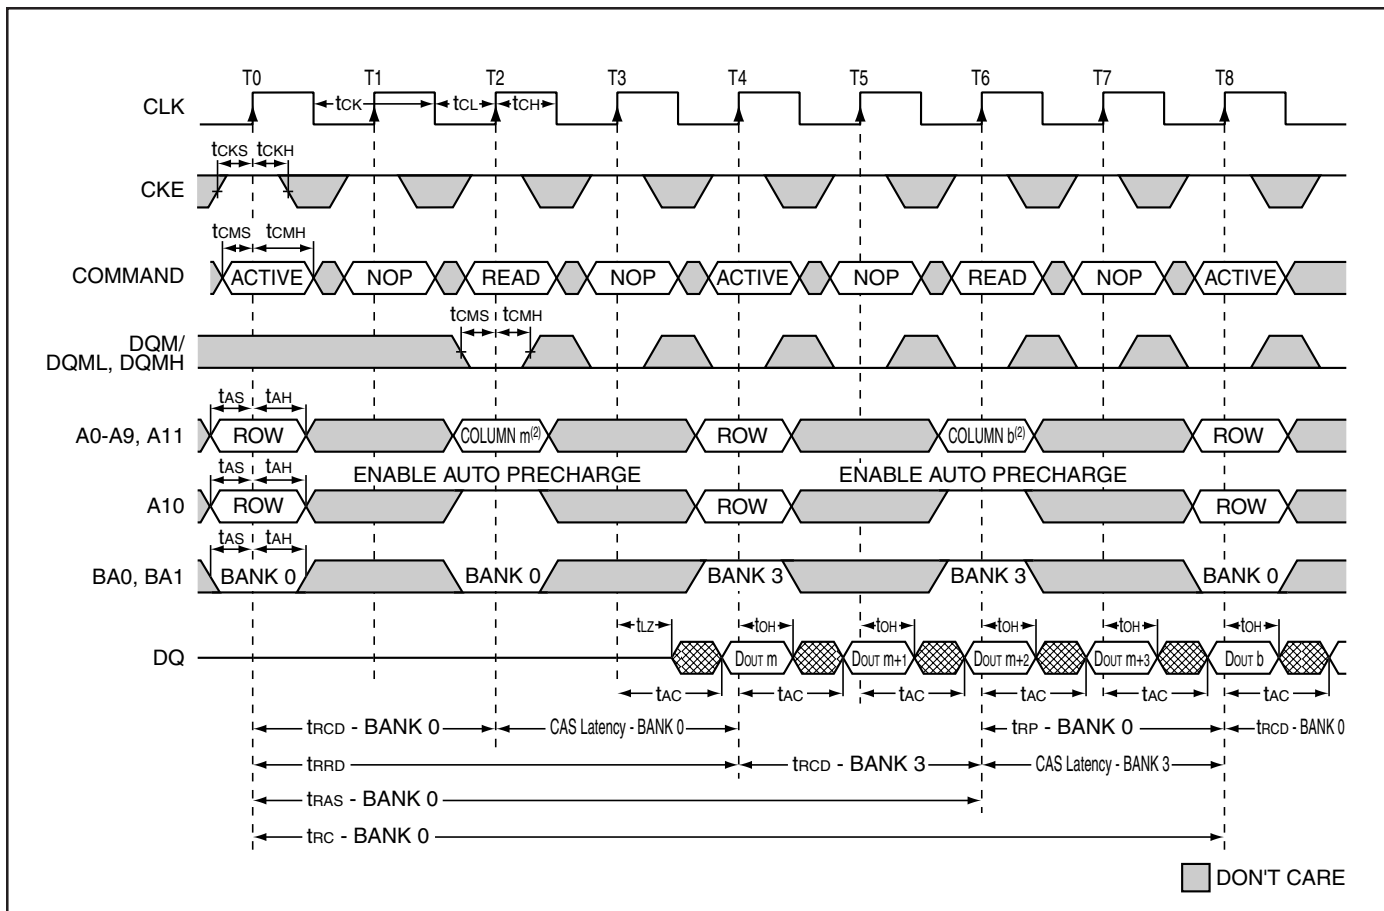 T0 T1 T2 T3 T4 T5 T6 T7 T8
CLK tCK tCL tCH
tCKS tCKH
CKE
tCMS tCMH
COMMAND ACTIVE NOP READ NOP ACTIVE NOP READ NOP ACTIVE
tCMS tCMH
DQM/
DQML, DQMH
tAS tAH
A0-A9, A11 ROW COLUMN m(2) ROW COLUMN b(2) ROW
tAS tAH ENABLE AUTO PRECHARGE ENABLE AUTO PRECHARGE
A10 ROW ROW ROW
tAS tAH
BA0, BA1 BANK 0 BANK 0 BANK 3 BANK 3 BANK 0
tLZ tOH tOH tOH tOH tOH
DQ DOUT m DOUT m+1 DOUT m+2 DOUT m+3 DOUT b
tAC tAC tAC tAC tAC tAC
tRCD - BANK 0 CAS Latency - BANK 0 tRP - BANK 0 tRCD - BANK 0
tRRD tRCD - BANK 3 CAS Latency - BANK 3
tRAS - BANK 0
tRC - BANK 0
DON'T CARE